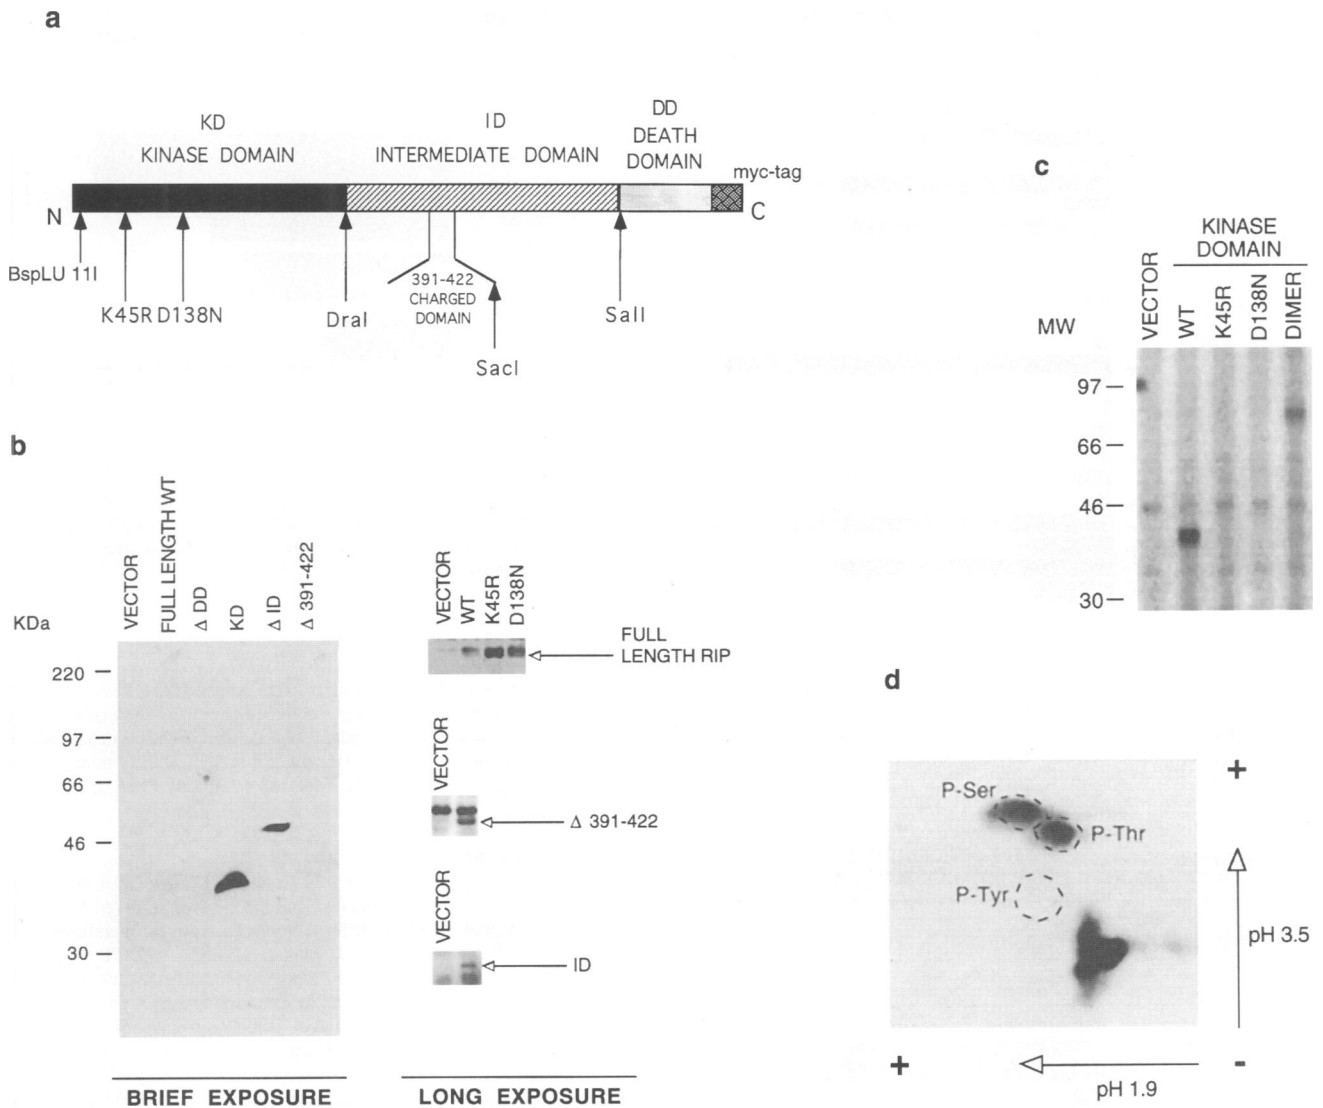 a
KD
KINASE DOMAIN
ID
INTERMEDIATE DOMAIN
DD
DEATH
DOMAIN
myc-tag
N
C
BspLU 11I
K45R D138N
DraI
391-422
CHARGED
DOMAIN
SacI
SalI
b
KDa
VECTOR
FULL LENGTH WT
Δ DD
KD
Δ ID
Δ 391-422
220
97
66
46
30
BRIEF EXPOSURE
VECTOR
WT
K45R
D138N
FULL
LENGTH RIP
VECTOR
Δ 391-422
VECTOR
ID
LONG EXPOSURE
c
KINASE
DOMAIN
MW
VECTOR
WT
K45R
D138N
DIMER
97
66
46
30
d
P-Ser
P-Thr
P-Tyr
+
pH 3.5
-
+
pH 1.9